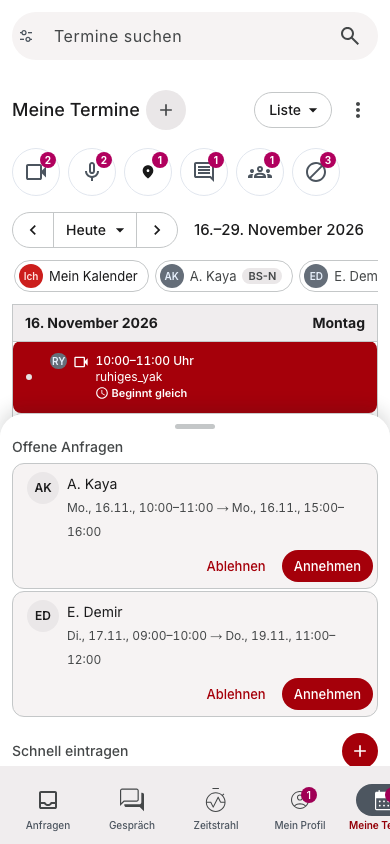 Termine suchen
Meine Termine
Liste
2
2
1
1
1
3
Heute
16.–29. November 2026
Ich Mein Kalender
AK A. Kaya BS-N
ED E. Dem
16. November 2026 Montag
RY 10:00–11:00 Uhr
ruhiges_yak
Beginnt gleich
Offene Anfragen
AK A. Kaya
Mo., 16.11., 10:00–11:00 → Mo., 16.11., 15:00–
16:00
Ablehnen Annehmen
ED E. Demir
Di., 17.11., 09:00–10:00 → Do., 19.11., 11:00–
12:00
Ablehnen Annehmen
Schnell eintragen
1
Anfragen Gespräch Zeitstrahl Mein Profil Meine Te